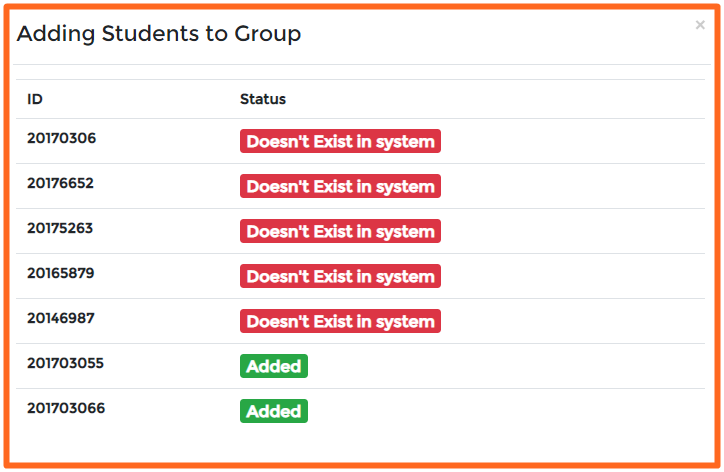 Adding Students to Group
×
ID Status
20170306 Doesn't Exist in system
20176652 Doesn't Exist in system
20175263 Doesn't Exist in system
20165879 Doesn't Exist in system
20146987 Doesn't Exist in system
201703055 Added
201703066 Added